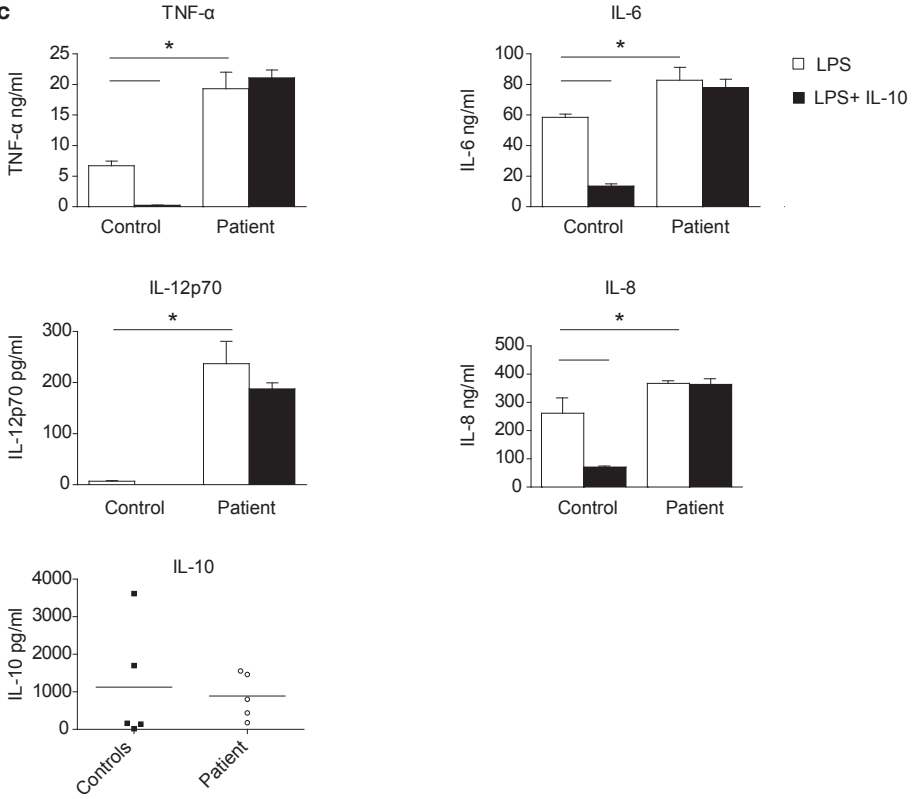 c
TNF-α
*
TNF-α ng/ml
25
20
15
10
5
0
Control Patient
IL-6
*
IL-6 ng/ml
100
80
60
40
20
0
Control Patient
LPS
LPS+ IL-10
IL-12p70
*
IL-12p70 pg/ml
300
200
100
0
Control Patient
IL-8
*
IL-8 ng/ml
500
400
300
200
100
0
Control Patient
IL-10
IL-10 pg/ml
4000
3000
2000
1000
0
Controls Patient